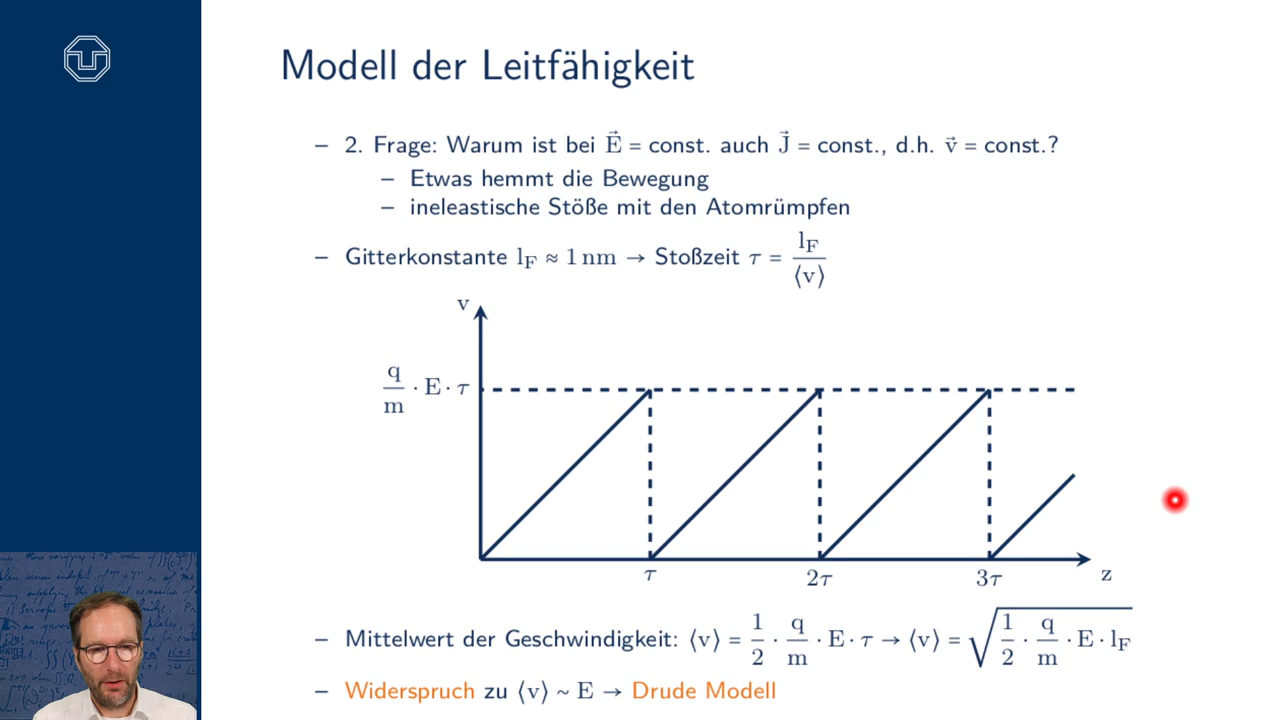 Modell der Leitfähigkeit
– 2. Frage: Warum ist bei E⃗ = const. auch J⃗ = const., d.h. v⃗ = const.?
– Etwas hemmt die Bewegung
– ineleastische Stöße mit den Atomrümpfen
– Gitterkonstante l_F ≈ 1 nm → Stoßzeit τ = l_F / ⟨v⟩
v
q/m · E · τ
τ 2τ 3τ z
– Mittelwert der Geschwindigkeit: ⟨v⟩ = 1/2 · q/m · E · τ → ⟨v⟩ = √(1/2 · q/m · E · l_F)
– Widerspruch zu ⟨v⟩ ~ E → Drude Modell